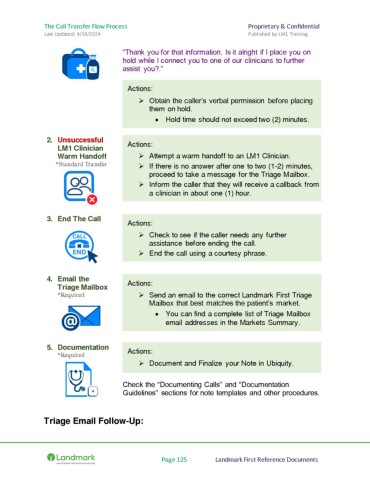 The Call Transfer Flow Process
Proprietary & Confidential
Last Updated: 4/19/2024
Published by LM1 Training
“Thank you for that information. Is it alright if I place you on
hold while I connect you to one of our clinicians to further
assist you?.”
Actions:
➢ Obtain the caller’s verbal permission before placing
them on hold.
• Hold time should not exceed two (2) minutes.
2. Unsuccessful
LM1 Clinician
Warm Handoff
*Standard Transfer
Actions:
➢ Attempt a warm handoff to an LM1 Clinician.
➢ If there is no answer after one to two (1-2) minutes,
proceed to take a message for the Triage Mailbox.
➢ Inform the caller that they will receive a callback from
a clinician in about one (1) hour.
3. End The Call
CALL
END
Actions:
➢ Check to see if the caller needs any further
assistance before ending the call.
➢ End the call using a courtesy phrase.
4. Email the
Triage Mailbox
*Required
Actions:
➢ Send an email to the correct Landmark First Triage
Mailbox that best matches the patient’s market.
• You can find a complete list of Triage Mailbox
email addresses in the Markets Summary.
5. Documentation
*Required
Actions:
➢ Document and Finalize your Note in Ubiquity.
Check the “Documenting Calls” and “Documentation
Guidelines” sections for note templates and other procedures.
Triage Email Follow-Up:
Landmark
Page 125
Landmark First Reference Documents